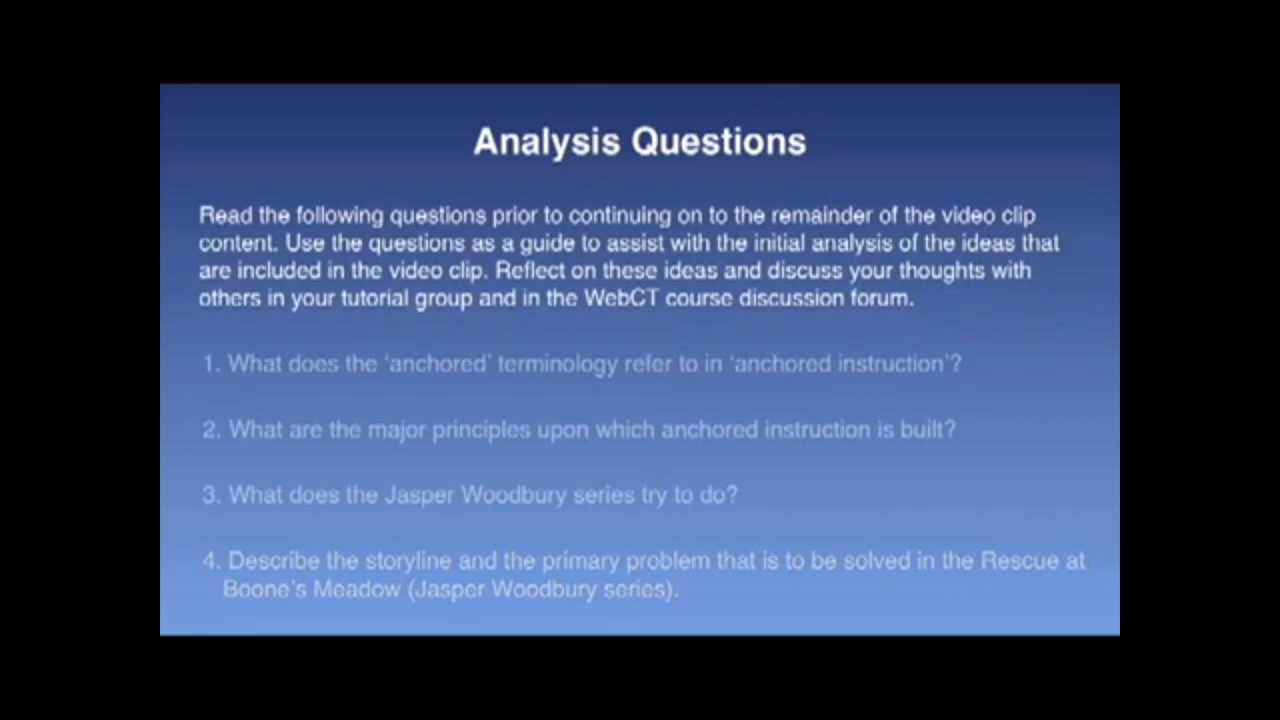 Analysis Questions
Read the following questions prior to continuing on to the remainder of the video clip
content. Use the questions as a guide to assist with the initial analysis of the ideas that
are included in the video clip. Reflect on these ideas and discuss your thoughts with
others in your tutorial group and in the WebCT course discussion forum.
1. What does the ‘anchored’ terminology refer to in ‘anchored instruction’?
2. What are the major principles upon which anchored instruction is built?
3. What does the Jasper Woodbury series try to do?
4. Describe the storyline and the primary problem that is to be solved in the Rescue at
Boone’s Meadow (Jasper Woodbury series).